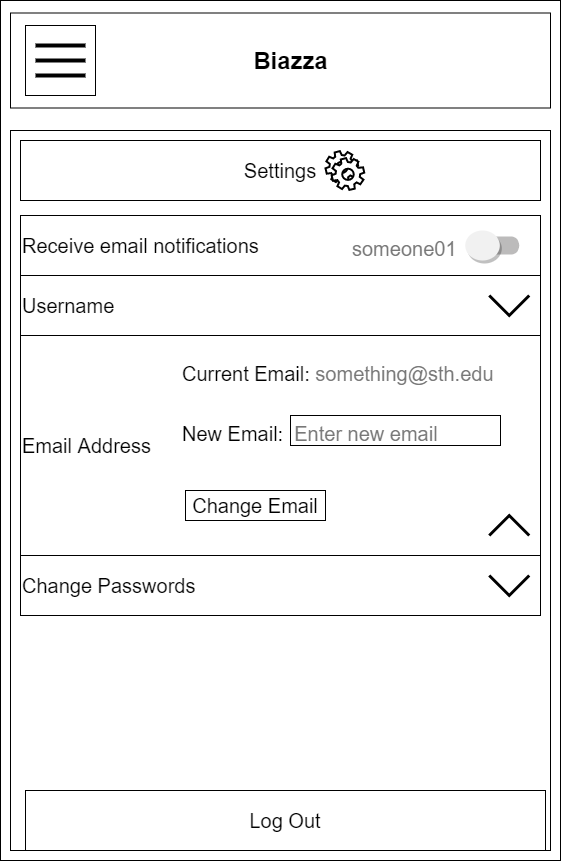 Biazza
Settings
Receive email notifications someone01
Username
Current Email: something@sth.edu
New Email: Enter new email
Email Address
Change Email
Change Passwords
Log Out